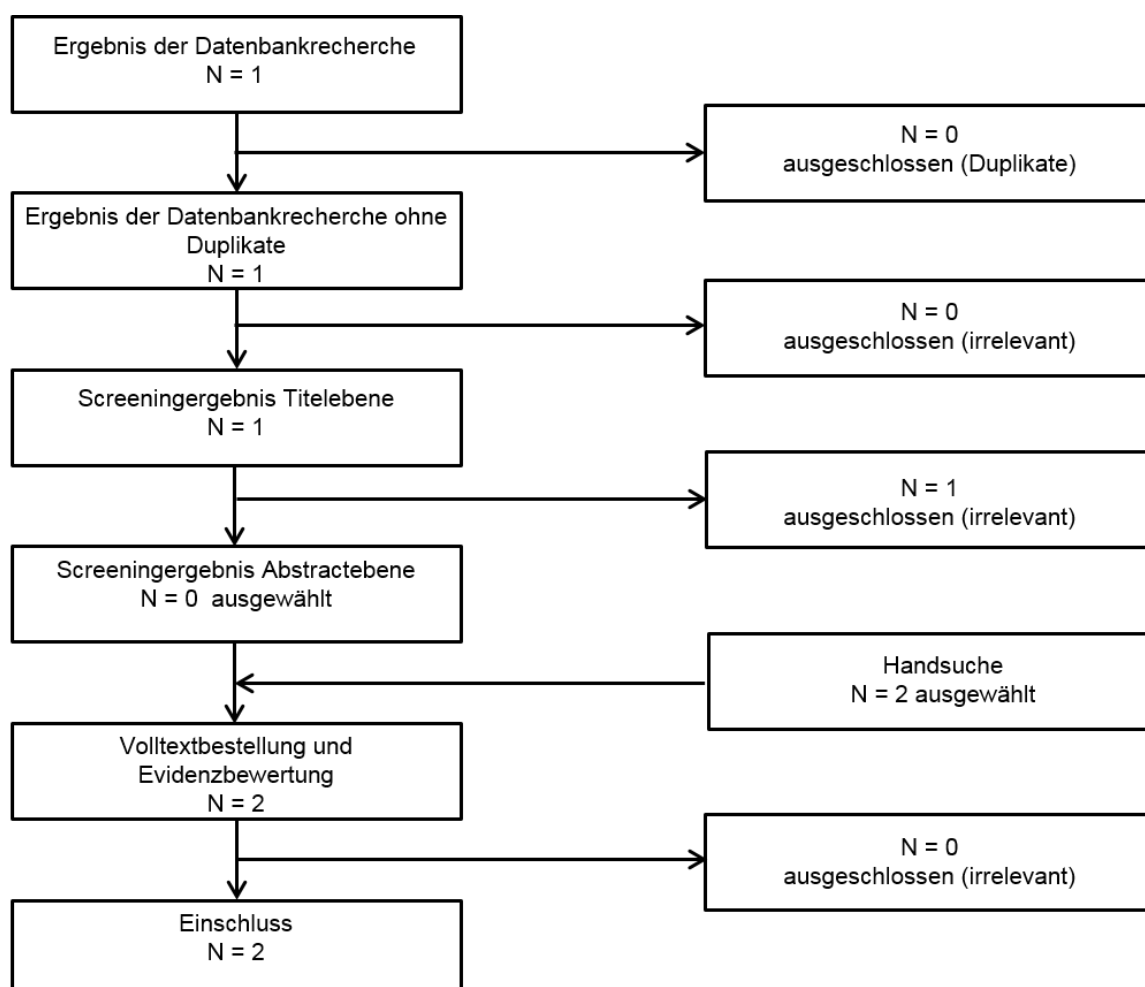 Ergebnis der Datenbankrecherche
N = 1
N = 0
ausgeschlossen (Duplikate)
Ergebnis der Datenbankrecherche ohne
Duplikate
N = 1
N = 0
ausgeschlossen (irrelevant)
Screeningergebnis Titelebene
N = 1
N = 1
ausgeschlossen (irrelevant)
Screeningergebnis Abstractebene
N = 0 ausgewählt
Handsuche
N = 2 ausgewählt
Volltextbestellung und
Evidenzbewertung
N = 2
N = 0
ausgeschlossen (irrelevant)
Einschluss
N = 2